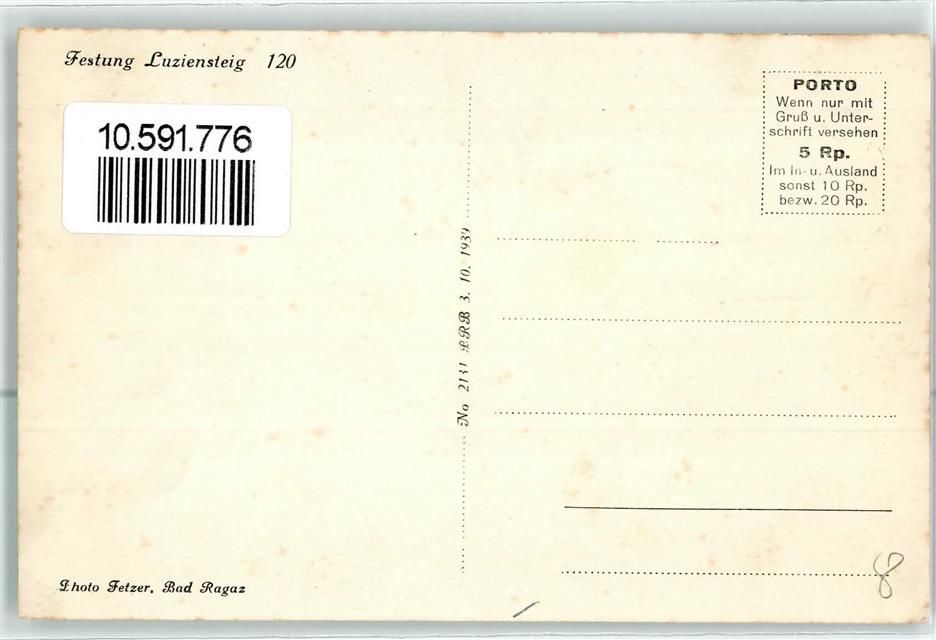 Festung Luziensteig 120
10.591.776
PORTO
Wenn nur mit
Gruß u. Unter-
schrift versehen
5 Rp.
Im In- u. Ausland
sonst 10 Rp.
bezw. 20 Rp.
No 2131 LRB 3. 10. 1939
Photo Fetzer, Bad Ragaz
8